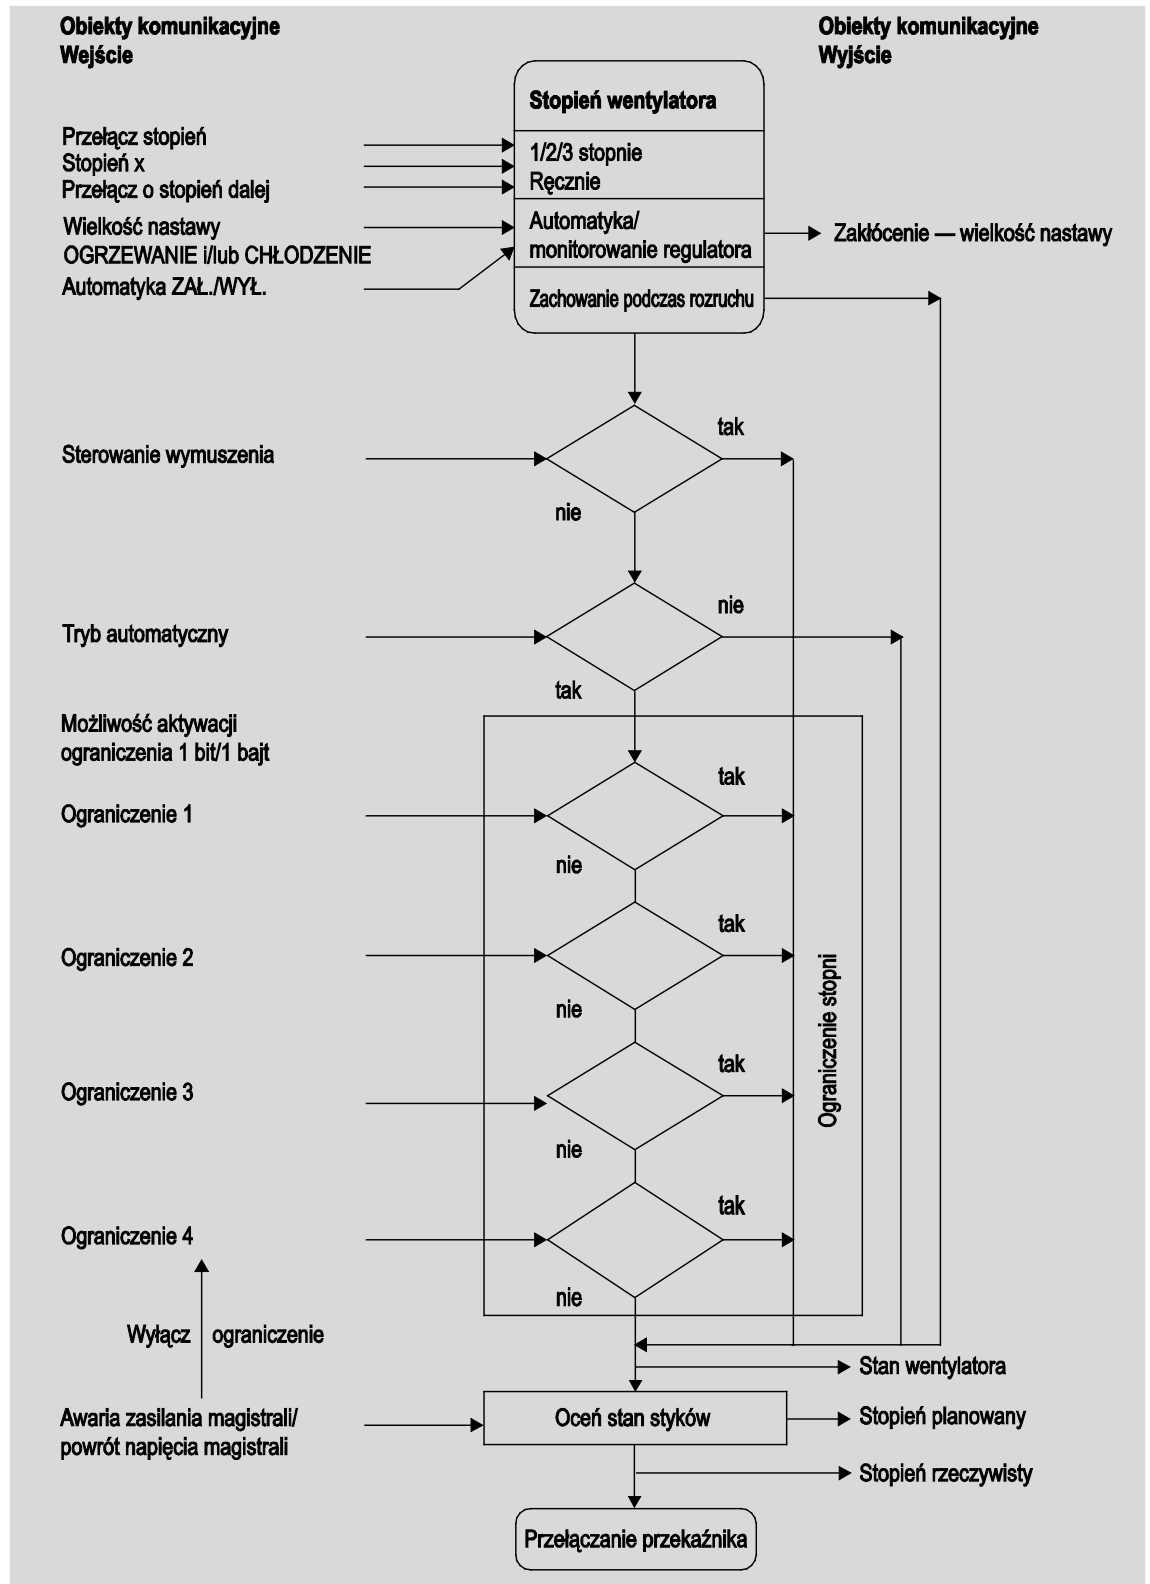 Obiekty komunikacyjne
Wejście
Obiekty komunikacyjne
Wyjście
Stopień wentylatora
Przełącz stopień
Stopień x
Przełącz o stopień dalej
1/2/3 stopnie
Ręcznie
Wielkość nastawy
OGRZEWANIE i/lub CHŁODZENIE
Automatyka ZAŁ./WYŁ.
Automatyka/
monitorowanie regulatora
Zakłócenie — wielkość nastawy
Zachowanie podczas rozruchu
tak
Sterowanie wymuszenia
nie
nie
Tryb automatyczny
tak
Możliwość aktywacji
ograniczenia 1 bit/1 bajt
tak
Ograniczenie 1
nie
tak
Ograniczenie 2
nie
Ograniczenie stopni
tak
Ograniczenie 3
nie
tak
Ograniczenie 4
nie
Wyłącz ograniczenie
Stan wentylatora
Awaria zasilania magistrali/
powrót napięcia magistrali
Oceń stan styków
Stopień planowany
Stopień rzeczywisty
Przełączanie przekaźnika